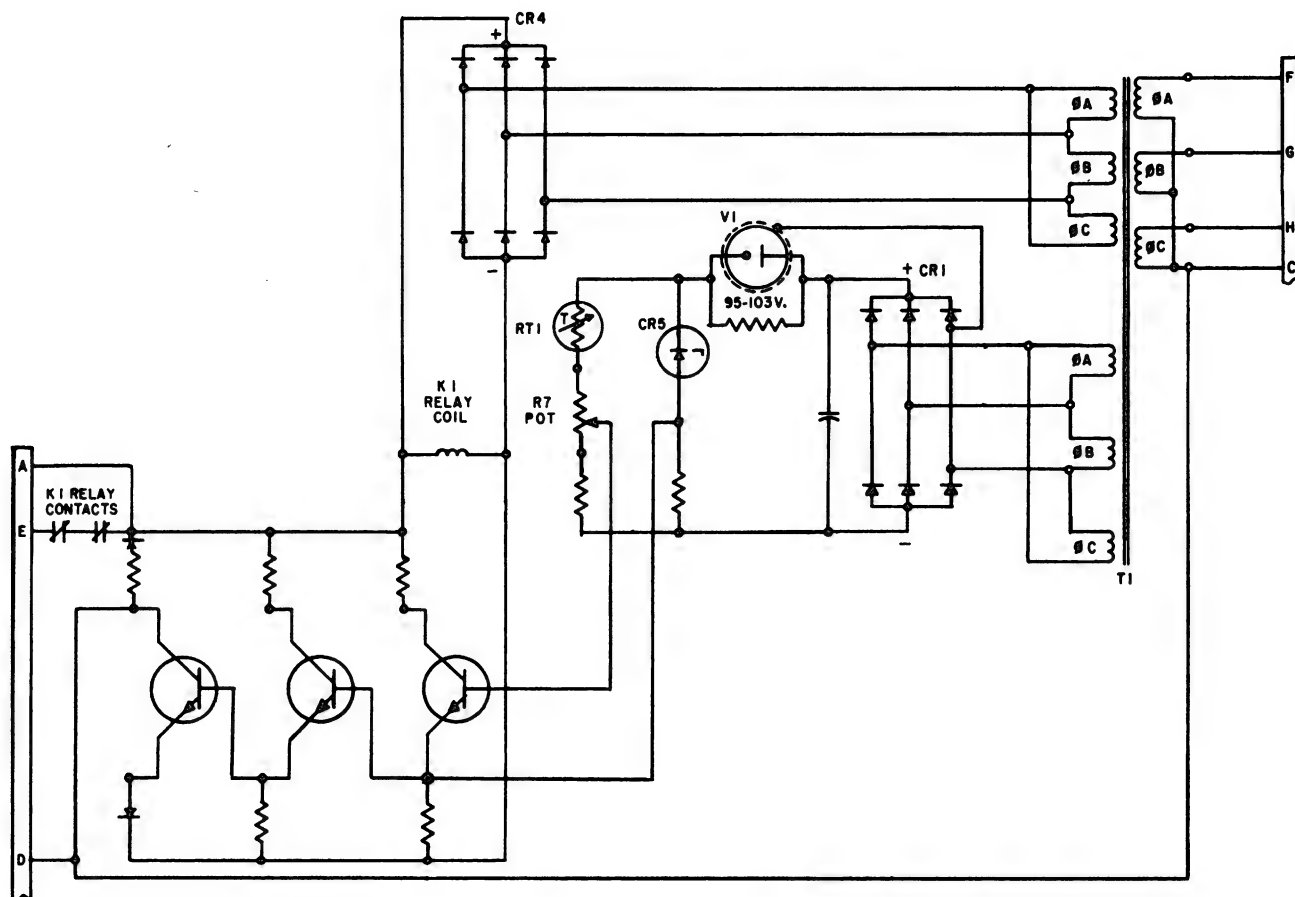 CR4
+
F
ØA
ØA
G
ØB
ØB
V1
H
ØC
ØC
-
C
+ CR1
95-103V.
T
RT1
CR5
ØA
K1
RELAY
COIL
R7
POT
ØB
A
K1 RELAY
CONTACTS
E
-
ØC
T1
D